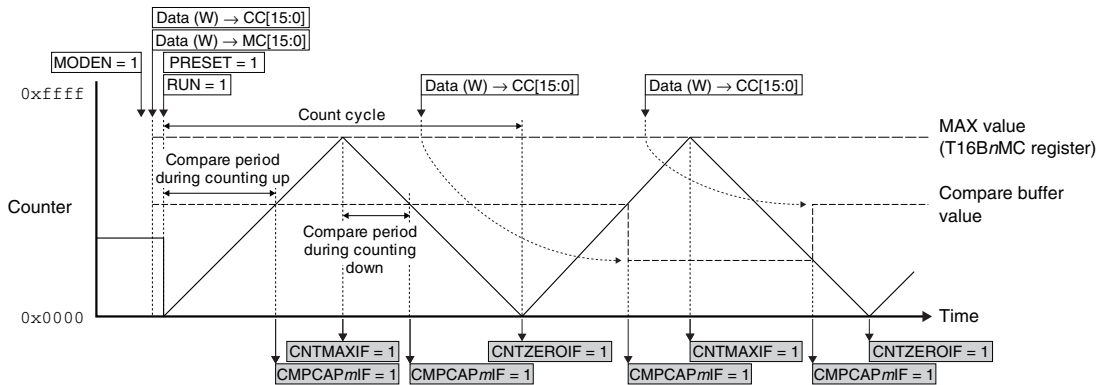 Data (W) → CC[15:0]
Data (W) → MC[15:0]
MODEN = 1
PRESET = 1
RUN = 1
Data (W) → CC[15:0]
Data (W) → CC[15:0]
0xffff
Count cycle
MAX value
(T16BnMC register)
Compare period
during counting up
Compare buffer
value
Counter
Compare period
during counting
down
0x0000
Time
CNTMAXIF = 1
CNTZEROIF = 1
CNTMAXIF = 1
CNTZEROIF = 1
CMPCAPmIF = 1
CMPCAPmIF = 1
CMPCAPmIF = 1
CMPCAPmIF = 1